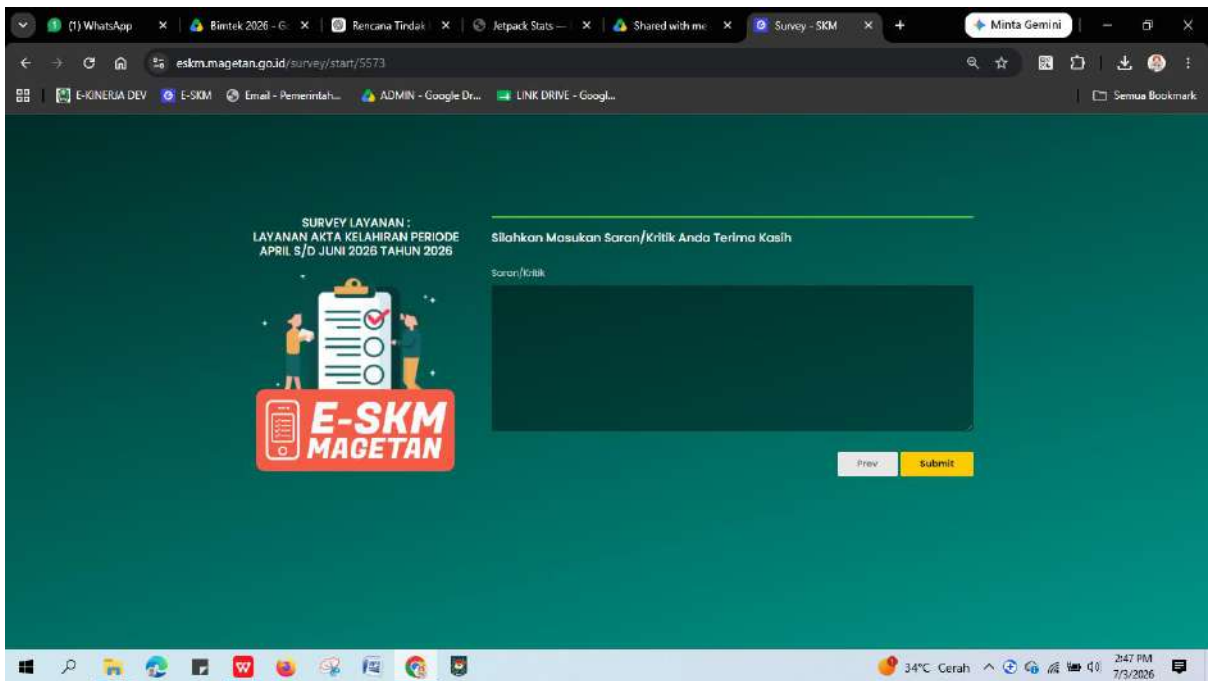 (1) WhatsApp
Bimtek 2026 - G
Rencana Tindak
Jetpack Stats —
Shared with me
Survey - SKM
Minta Gemini
eskm.magetan.go.id/survey/start/5573
E-KINERJA DEV
E-SKM
Email - Pemerintah...
ADMIN - Google Dr...
LINK DRIVE - Googl...
Semua Bookmark
SURVEY LAYANAN :
LAYANAN AKTA KELAHIRAN PERIODE
APRIL S/D JUNI 2026 TAHUN 2026
E-SKM
MAGETAN
Silahkan Masukan Saran/Kritik Anda Terima Kasih
Saran/Kritik
Prev
Submit
34°C Cerah
2:47 PM
7/3/2026